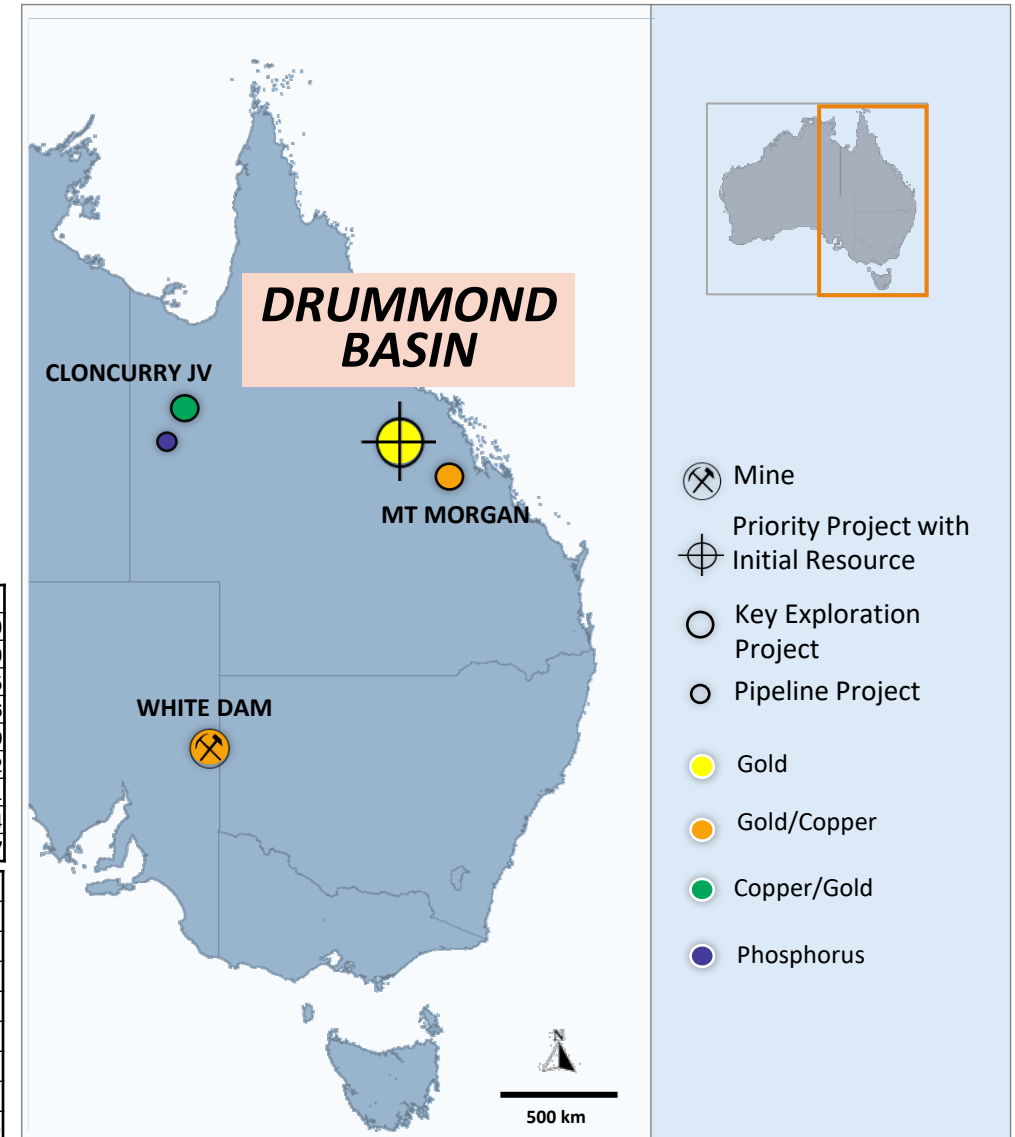 DRUMMOND
BASIN
CLONCURRY JV
MT MORGAN
WHITE DAM
N
500 km
Mine
Priority Project with
Initial Resource
Key Exploration
Project
Pipeline Project
Gold
Gold/Copper
Copper/Gold
Phosphorus